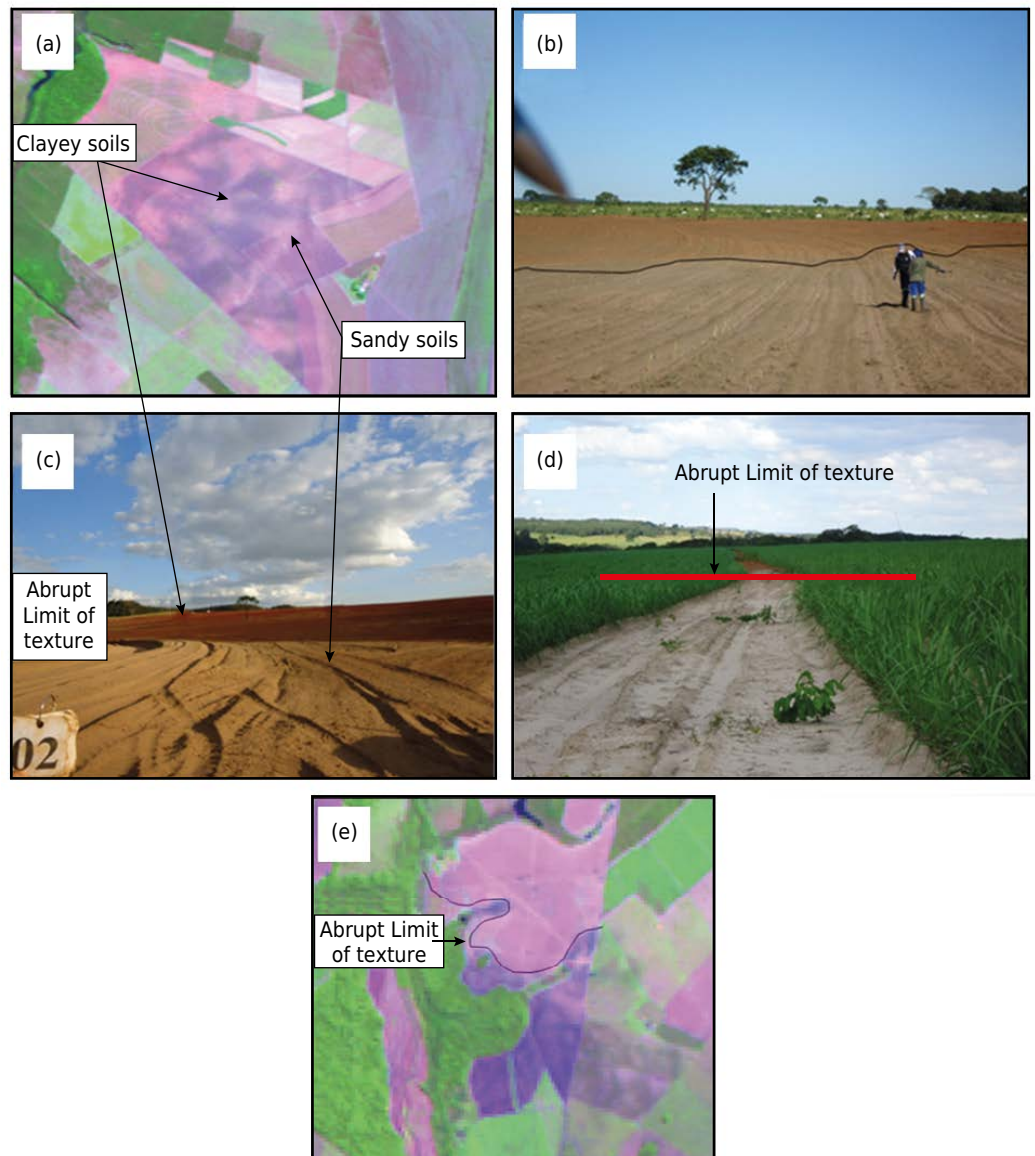 (a)
(b)
Clayey soils
Sandy soils
(c)
(d)
Abrupt Limit of texture
Abrupt
Limit of
texture
02
(e)
Abrupt Limit
of texture